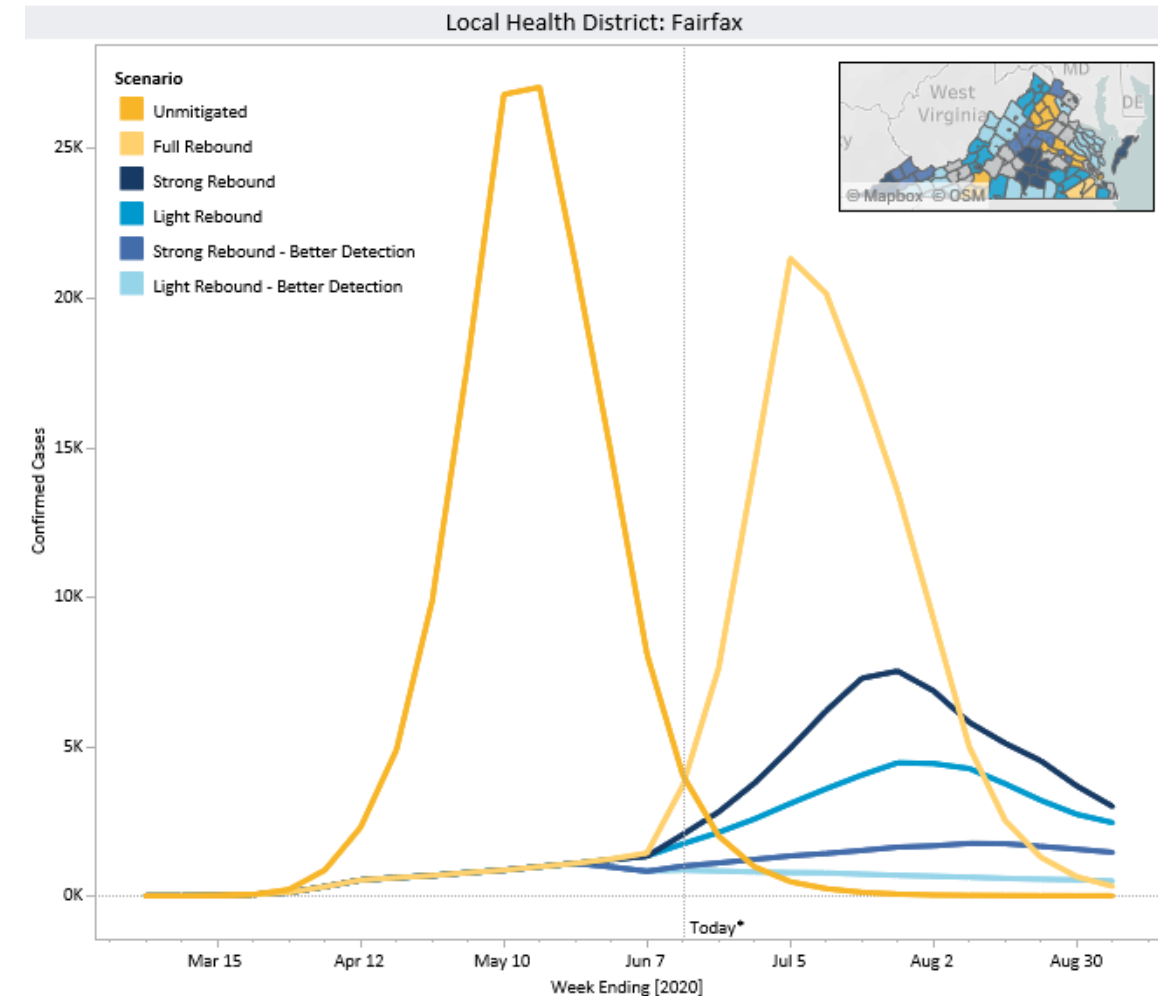 Local Health District: Fairfax
Scenario
Unmitigated
Full Rebound
Strong Rebound
Light Rebound
Strong Rebound - Better Detection
Light Rebound - Better Detection
MD
West
Virginia
DE
© Mapbox © OSM
Confirmed Cases
25K
20K
15K
10K
5K
0K
Today*
Mar 15
Apr 12
May 10
Jun 7
Jul 5
Aug 2
Aug 30
Week Ending [2020]